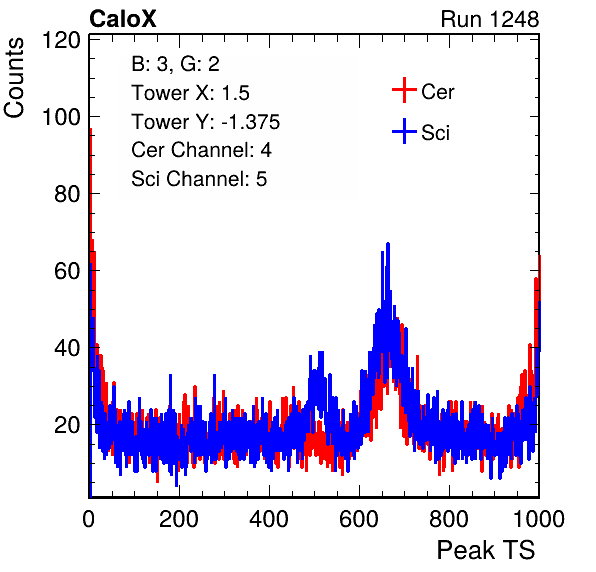 CaloX Run 1248
Counts
120
100
80
60
40
20
B: 3, G: 2
Tower X: 1.5
Tower Y: -1.375
Cer Channel: 4
Sci Channel: 5
Cer
Sci
0 200 400 600 800 1000
Peak TS